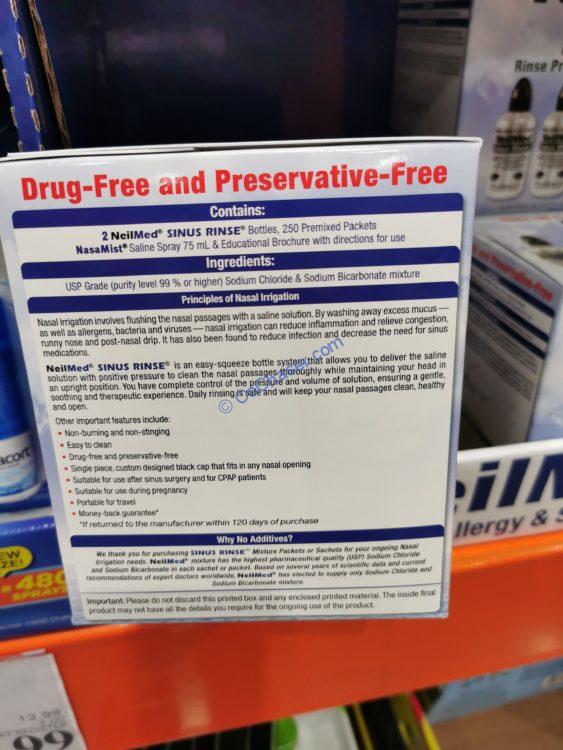 Drug-Free and Preservative-Free
Contains:
2 NeilMed® SINUS RINSE® Bottles, 250 Premixed Packets
NasaMist® Saline Spray 75 mL & Educational Brochure with directions for use
Ingredients:
USP Grade (purity level 99 % or higher) Sodium Chloride & Sodium Bicarbonate mixture
Principles of Nasal Irrigation
Nasal irrigation involves flushing the nasal passages with a saline solution. By washing away excess mucus —
as well as allergens, bacteria and viruses — nasal irrigation can reduce inflammation and relieve congestion,
runny nose and post-nasal drip. It has also been found to reduce infection and decrease the need for sinus
medications.
NeilMed® SINUS RINSE® is an easy-squeeze bottle system that allows you to deliver the saline
solution with positive pressure to clean the nasal passages thoroughly while maintaining your head in
an upright position. You have complete control of the pressure and volume of solution, ensuring a gentle,
soothing and therapeutic experience. Daily rinsing is safe and will keep your nasal passages clean, healthy
and open.
Other important features include:
• Non-burning and non-stinging
• Easy to clean
• Drug-free and preservative-free
• Single piece, custom designed black cap that fits in any nasal opening
• Suitable for use after sinus surgery and for CPAP patients
• Suitable for use during pregnancy
• Portable for travel
• Money-back guarantee*
*If returned to the manufacturer within 120 days of purchase
Why No Additives?
We thank you for purchasing SINUS RINSE™ Mixture Packets or Sachets for your ongoing Nasal
Irrigation needs. NeilMed® mixture has the highest pharmaceutical quality (USP) Sodium Chloride
and Sodium Bicarbonate in each sachet or packet. Based on several years of scientific data and current
recommendations of expert doctors worldwide, NeilMed® has elected to supply only Sodium Chloride and
Sodium Bicarbonate mixture.
Important: Please do not discard this printed box and any enclosed printed material. The inside final
product may not have all the details you require for the ongoing use of the product.
Rinse Pr
NeilMed
and Preservative-Free
eilM
llergy & S
acort
EW
ZE!
480
SPRAYS
13.99
99